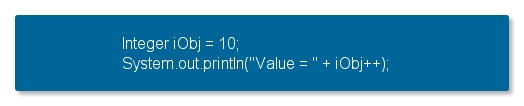 Integer iObj = 10;
System.out.println("Value = " + iObj++);